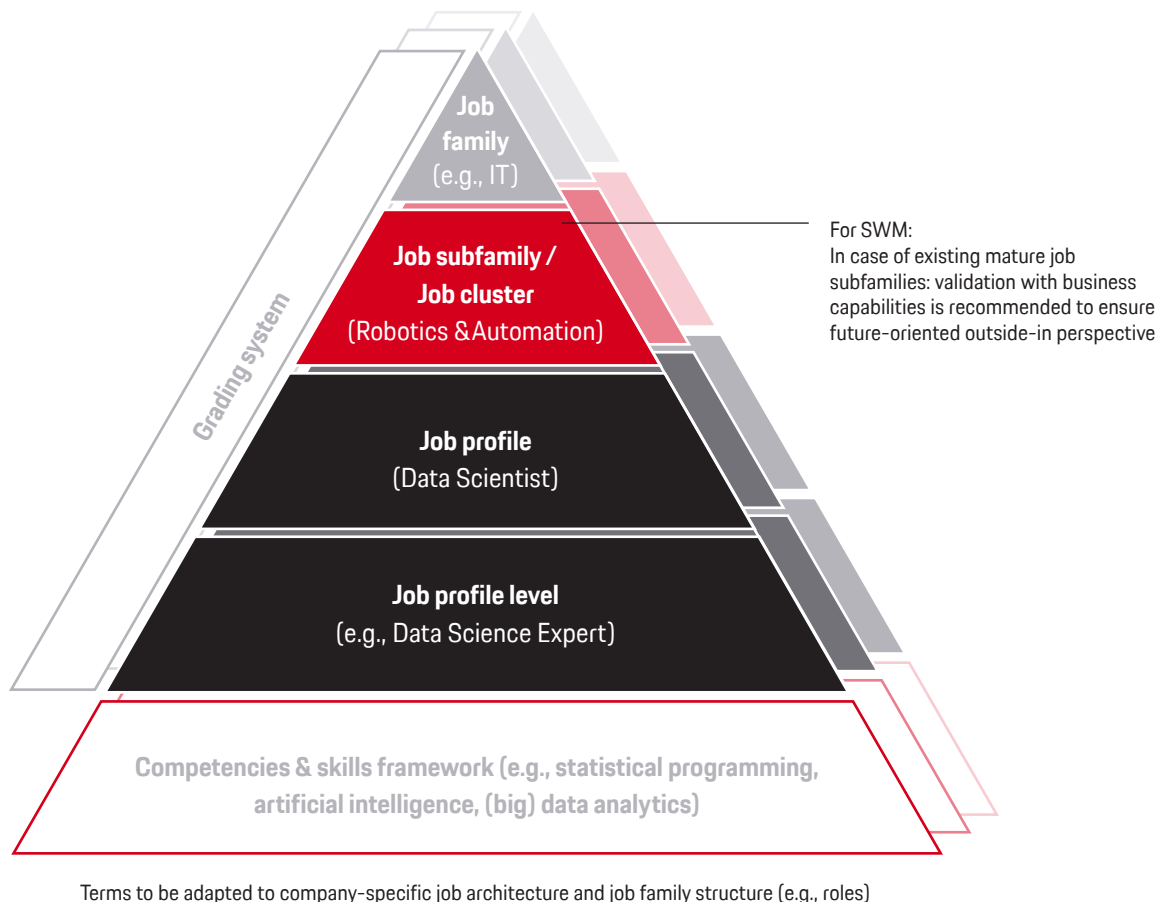 Job
family
(e.g., IT)
Grading system
Job subfamily /
Job cluster
(Robotics & Automation)
For SWM:
In case of existing mature job
subfamilies: validation with business
capabilities is recommended to ensure
future-oriented outside-in perspective
Job profile
(Data Scientist)
Job profile level
(e.g., Data Science Expert)
Competencies & skills framework (e.g., statistical programming,
artificial intelligence, (big) data analytics)
Terms to be adapted to company-specific job architecture and job family structure (e.g., roles)